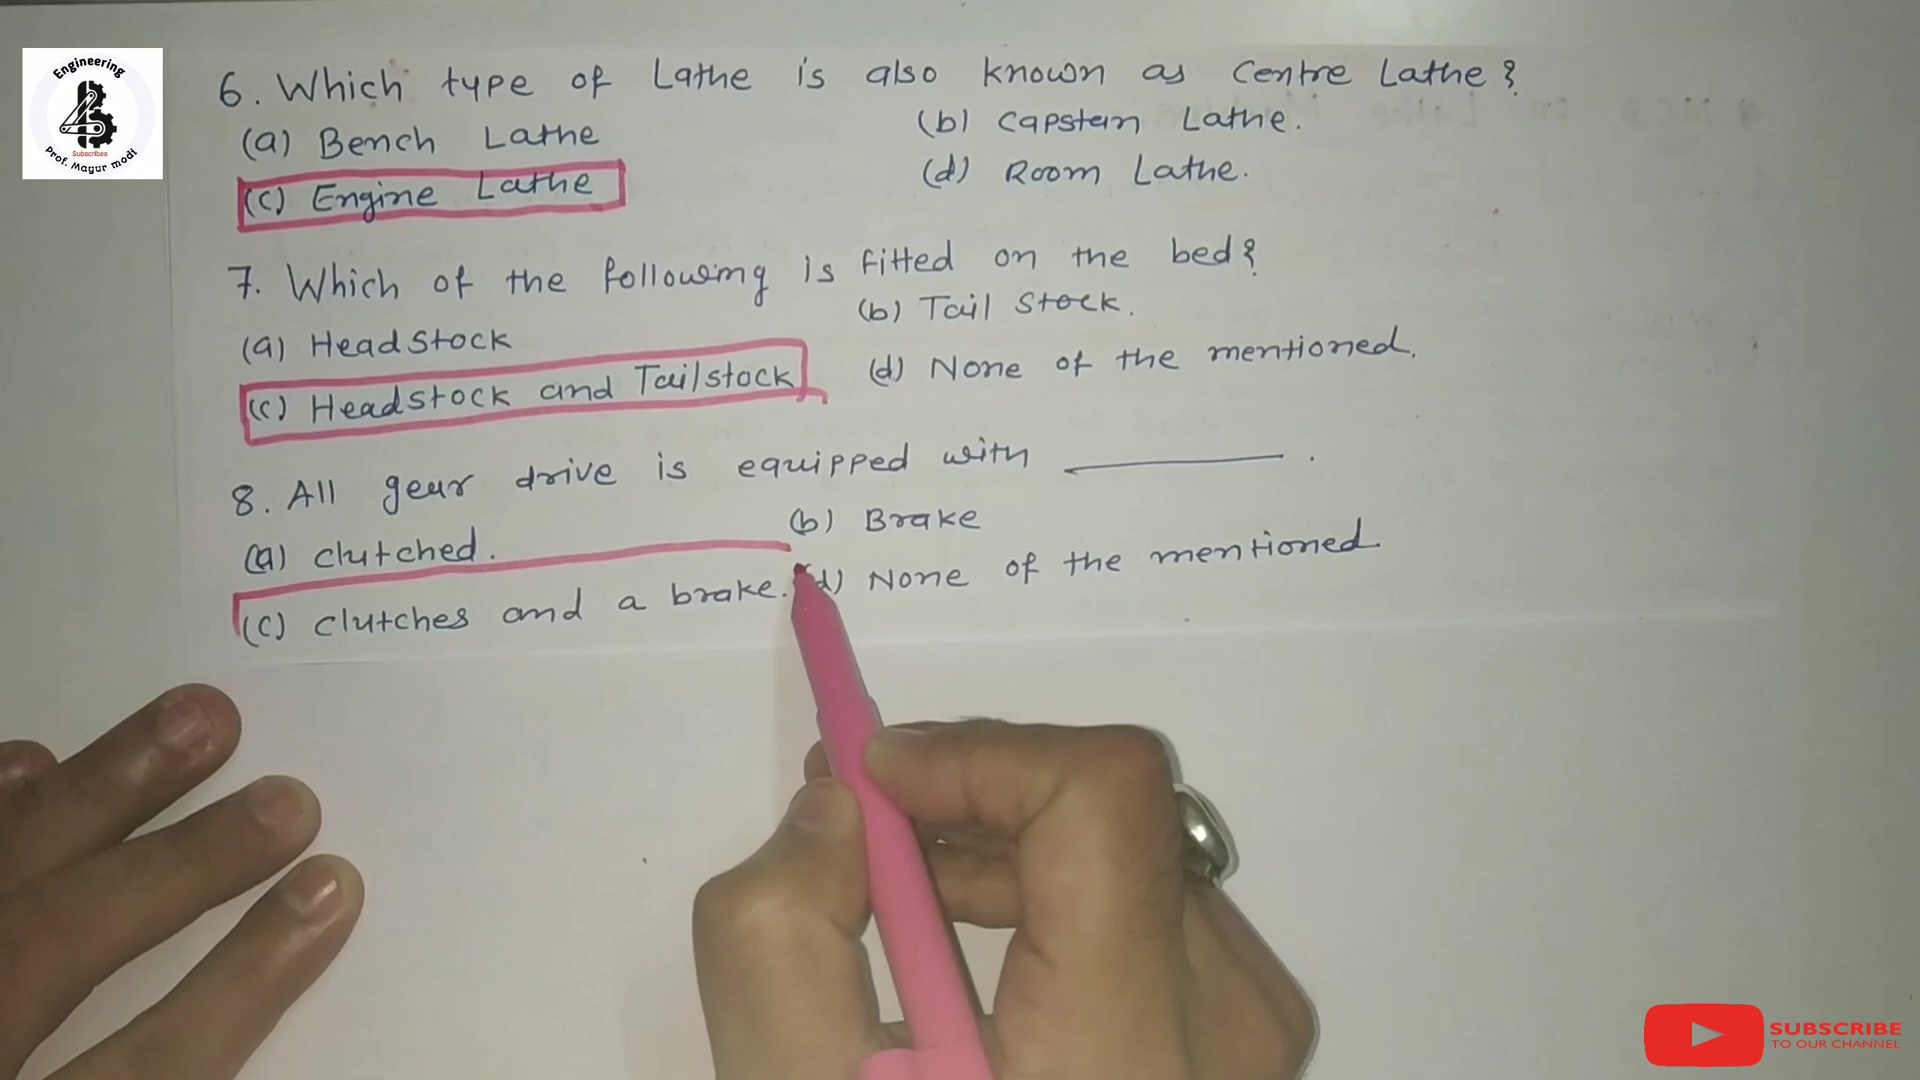 Engineering
Subscribes
Prof. Mayur modi
6. Which type of Lathe is also known as Centre Lathe?
(a) Bench Lathe (b) Capstan Lathe.
(c) Engine Lathe (d) Room Lathe.
7. Which of the following is fitted on the bed?
(a) Headstock (b) Tail Stock.
(c) Headstock and Tailstock (d) None of the mentioned.
8. All gear drive is equipped with ________ .
(a) clutched. (b) Brake
(c) clutches and a brake. (d) None of the mentioned
SUBSCRIBE
TO OUR CHANNEL